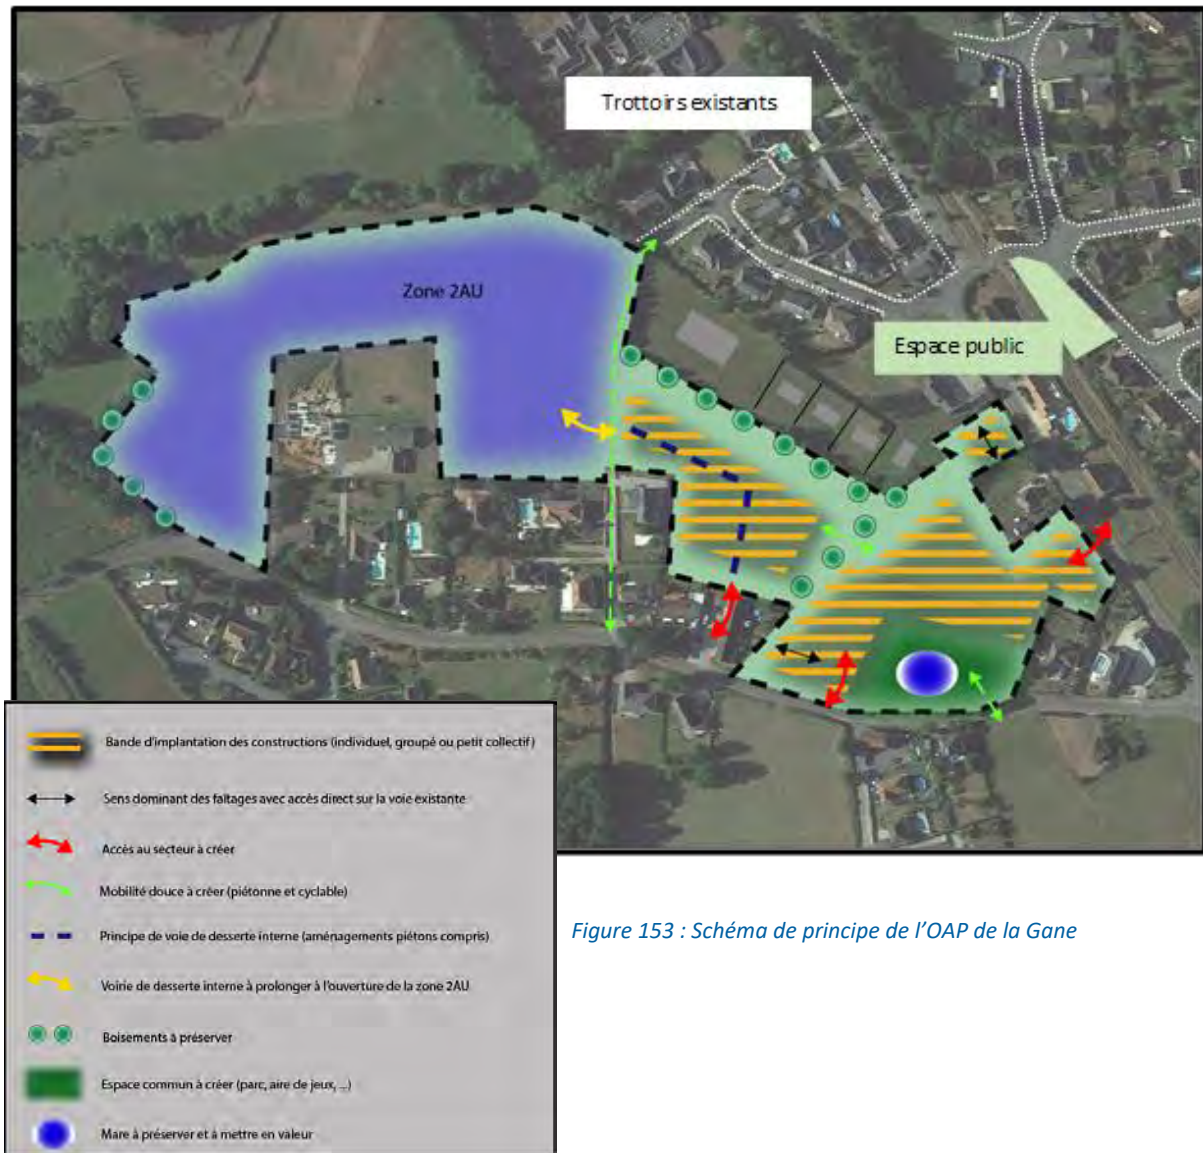 Trottoirs existants
Zone 2AU
Espace public
Bande d'implantation des constructions (individuel, groupé ou petit collectif)
Sens dominant des faîtages avec accès direct sur la voie existante
Accès au secteur à créer
Mobilité douce à créer (piétonne et cyclable)
Principe de voie de desserte interne (aménagements piétons compris)
Voirie de desserte interne à prolonger à l'ouverture de la zone 2AU
Boisements à préserver
Espace commun à créer (parc, aire de jeux, ...)
Mare à préserver et à mettre en valeur
Figure 153 : Schéma de principe de l'OAP de la Gane